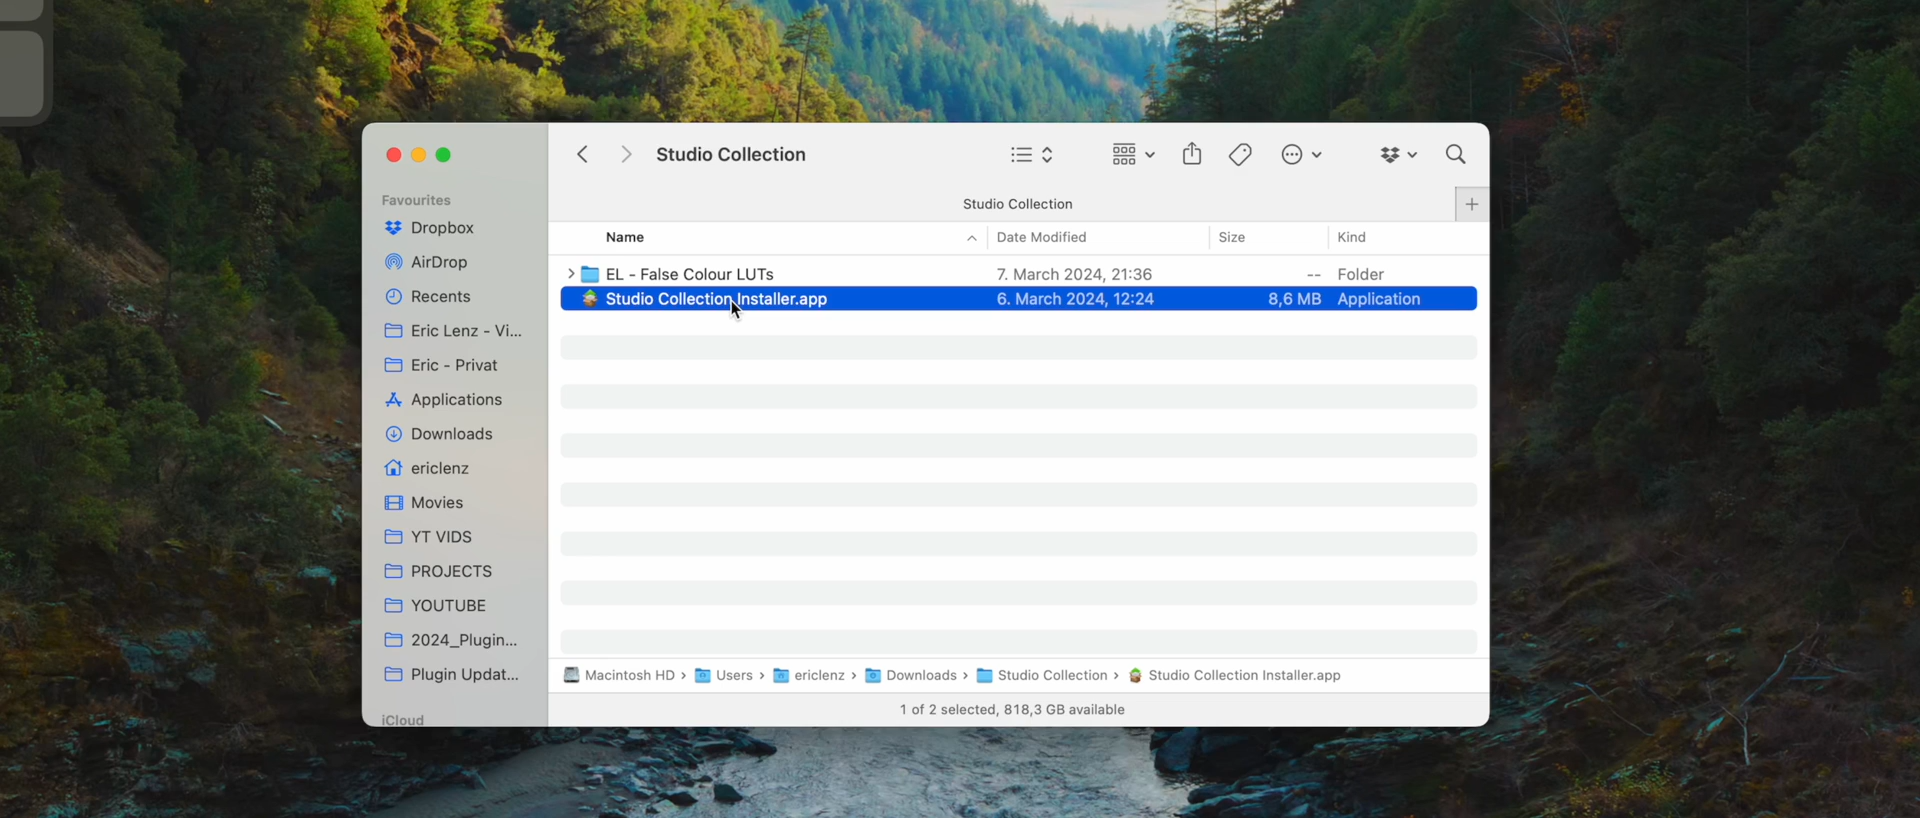 Studio Collection
Favourites
Dropbox
AirDrop
Recents
Eric Lenz - Vi...
Eric - Privat
Applications
Downloads
ericlenz
Movies
YT VIDS
PROJECTS
YOUTUBE
2024_Plugin...
Plugin Updat...
iCloud
Studio Collection
Name Date Modified Size Kind
EL - False Colour LUTs 7. March 2024, 21:36 -- Folder
Studio Collection Installer.app 6. March 2024, 12:24 8,6 MB Application
Macintosh HD › Users › ericlenz › Downloads › Studio Collection › Studio Collection Installer.app
1 of 2 selected, 818,3 GB available